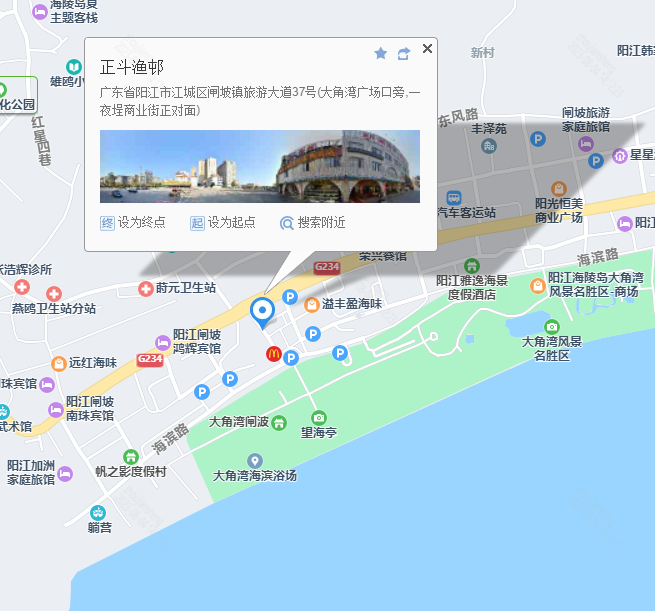 海陵岛夏
主题客栈
新村
阳江韩
正斗渔邨
广东省阳江市江城区闸坡镇旅游大道37号(大角湾广场口旁,一
夜埕商业街正对面)
设为终点
设为起点
搜索附近
雄鸥小
化公园
红星四巷
东风路
丰泽苑
闸坡旅游
家庭旅馆
星星
汽车客运站
阳光恒美
商业广场
阳江
荣兴餐馆
G234
海滨路
阳江雅逸海景
度假酒店
阳江海陵岛大角湾
风景名胜区-商场
大角湾风景
名胜区
浩辉诊所
燕鸥卫生站分站
莳元卫生站
溢丰盈海味
阳江闸坡
鸿辉宾馆
G234
远红海味
珠宾馆
阳江闸坡
南珠宾馆
武术馆
海滨路
大角湾闸波
望海亭
阳江加洲
家庭旅馆
帆之影度假村
大角湾海滨浴场
躺营